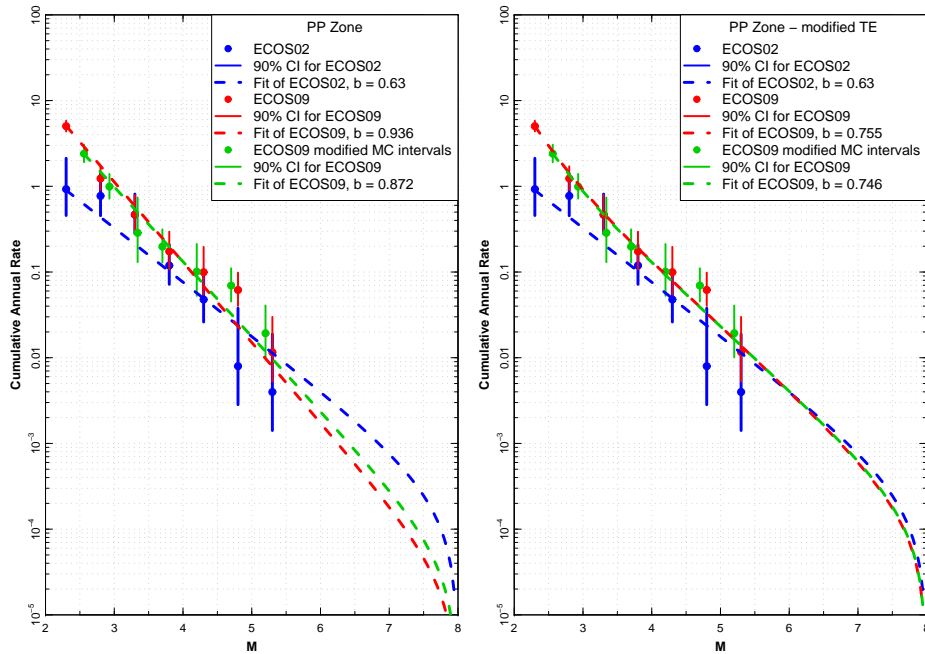 PP Zone
ECOS02
90% CI for ECOS02
Fit of ECOS02, b = 0.63
ECOS09
90% CI for ECOS09
Fit of ECOS09, b = 0.936
ECOS09 modified MC intervals
90% CI for ECOS09
Fit of ECOS09, b = 0.872
Cumulative Annual Rate
100
10
1
0.1
0.01
10⁻³
10⁻⁴
10⁻⁵
2 3 4 5 6 7 8
M
PP Zone – modified TE
ECOS02
90% CI for ECOS02
Fit of ECOS02, b = 0.63
ECOS09
90% CI for ECOS09
Fit of ECOS09, b = 0.755
ECOS09 modified MC intervals
90% CI for ECOS09
Fit of ECOS09, b = 0.746
Cumulative Annual Rate
100
10
1
0.1
0.01
10⁻³
10⁻⁴
10⁻⁵
2 3 4 5 6 7 8
M